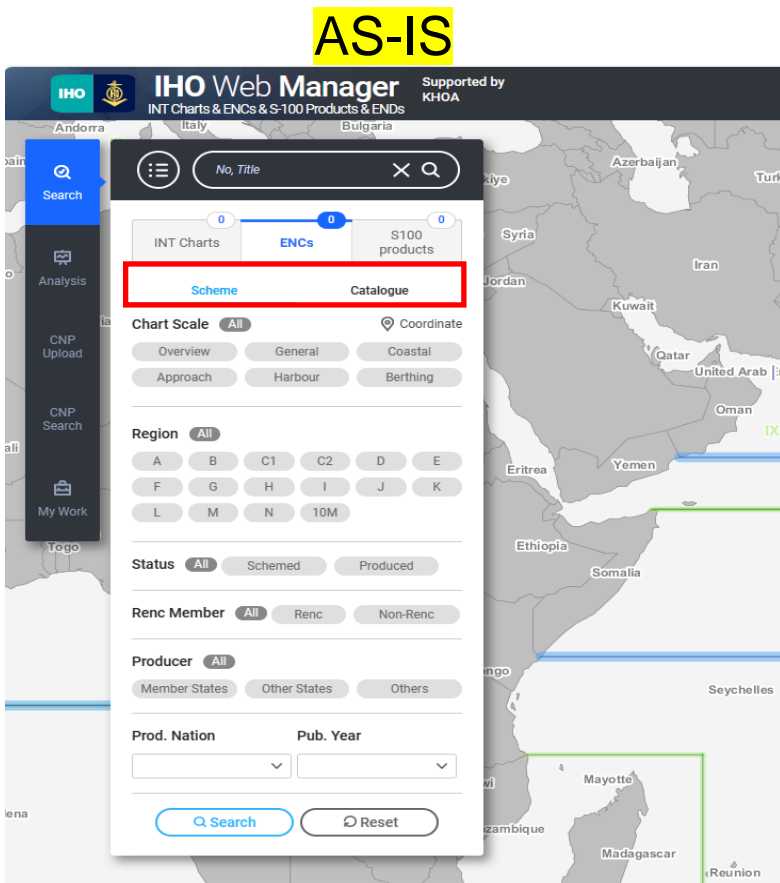 AS-IS
IHO
IHO Web Manager
INT Charts & ENCs & S-100 Products & ENDs
Supported by
KHOA
Andorra
Italy
Bulgaria
Azerbaijan
Syria
Iran
Jordan
Kuwait
Qatar
United Arab
Oman
Eritrea
Yemen
Togo
Ethiopia
Somalia
Seychelles
Mayotte
Madagascar
Reunion
Search
Analysis
CNP
Upload
CNP
Search
My Work
No, Title
0 0 0
INT Charts ENCs S100
products
Scheme Catalogue
Chart Scale All Coordinate
Overview General Coastal
Approach Harbour Berthing
Region All
A B C1 C2 D E
F G H I J K
L M N 10M
Status All Schemed Produced
Renc Member All Renc Non-Renc
Producer All
Member States Other States Others
Prod. Nation Pub. Year
Search Reset